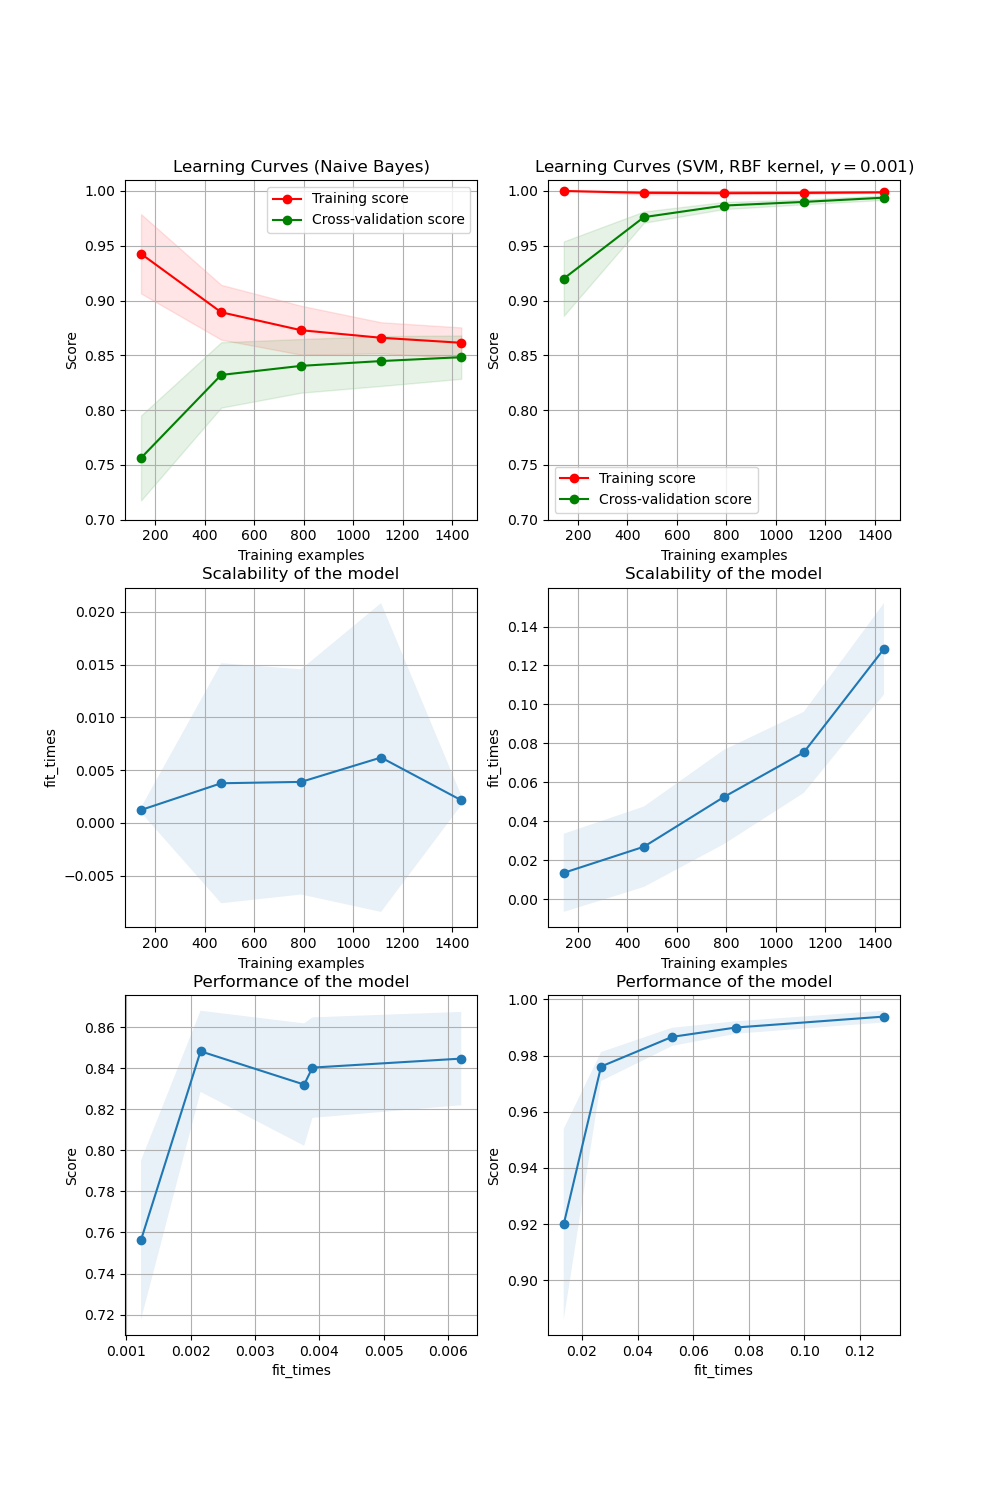 Learning Curves (Naive Bayes)
1.00
0.95
0.90
0.85
0.80
0.75
0.70
Score
Training score
Cross-validation score
200 400 600 800 1000 1200 1400
Training examples
Learning Curves (SVM, RBF kernel, γ = 0.001)
1.00
0.95
0.90
0.85
0.80
0.75
0.70
Score
Training score
Cross-validation score
200 400 600 800 1000 1200 1400
Training examples
Scalability of the model
0.020
0.015
0.010
0.005
0.000
−0.005
fit_times
200 400 600 800 1000 1200 1400
Training examples
Scalability of the model
0.14
0.12
0.10
0.08
0.06
0.04
0.02
0.00
fit_times
200 400 600 800 1000 1200 1400
Training examples
Performance of the model
0.86
0.84
0.82
0.80
0.78
0.76
0.74
0.72
Score
0.001 0.002 0.003 0.004 0.005 0.006
fit_times
Performance of the model
1.00
0.98
0.96
0.94
0.92
0.90
Score
0.02 0.04 0.06 0.08 0.10 0.12
fit_times